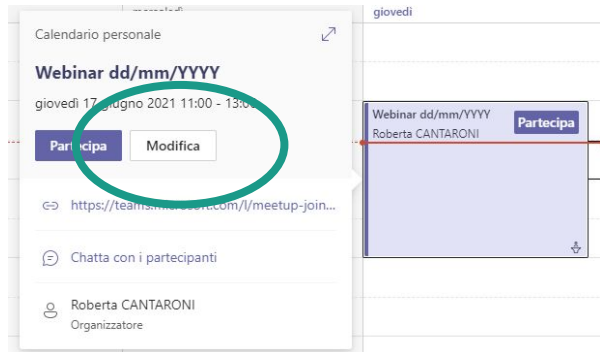 mercoledì
giovedì
Calendario personale
Webinar dd/mm/YYYY
giovedì 17 giugno 2021 11:00 - 13:00
Partecipa
Modifica
https://teams.microsoft.com/l/meetup-join...
Chatta con i partecipanti
Roberta CANTARONI
Organizzatore
Webinar dd/mm/YYYY
Roberta CANTARONI
Partecipa